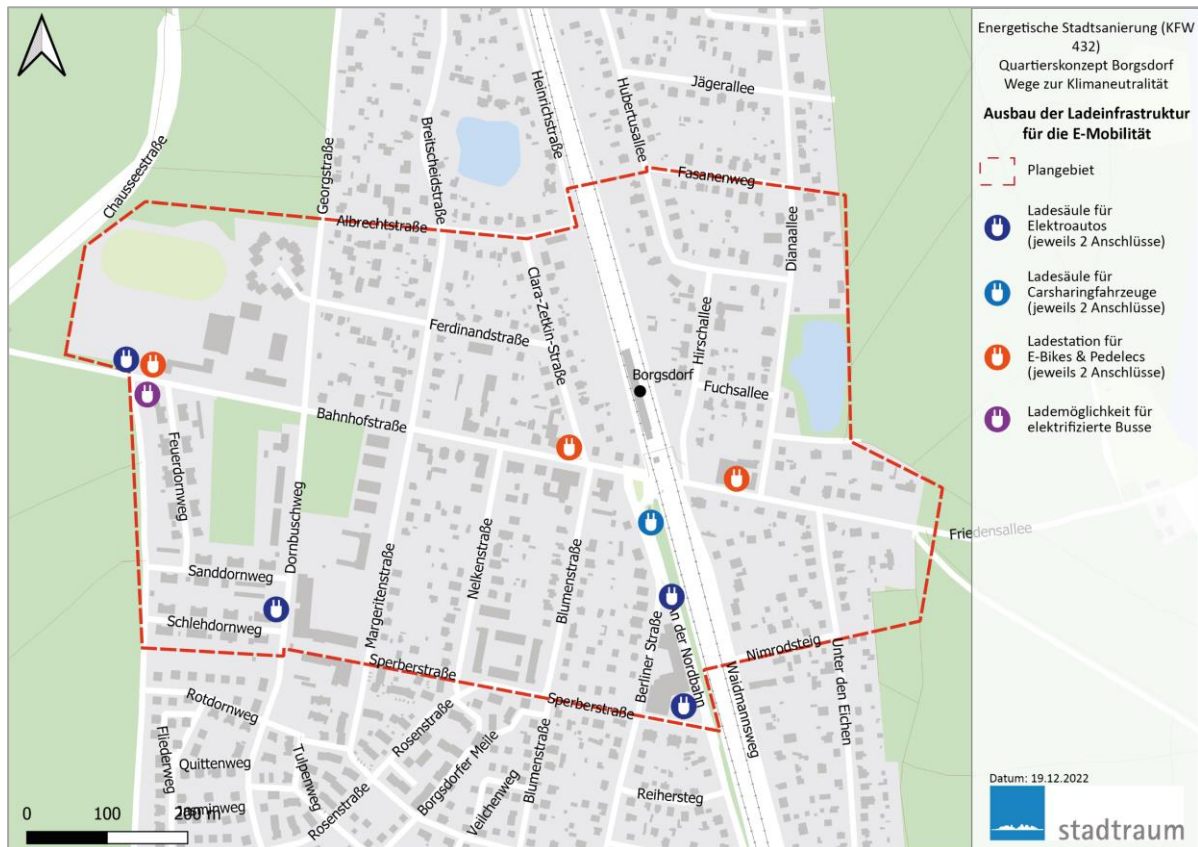 Energetische Stadtsanierung (KFW
432)
Quartierskonzept Borgsdorf
Wege zur Klimaneutralität
Ausbau der Ladeinfrastruktur
für die E-Mobilität
Plangebiet
Ladesäule für
Elektroautos
(jeweils 2 Anschlüsse)
Ladesäule für
Carsharingfahrzeuge
(jeweils 2 Anschlüsse)
Ladestation für
E-Bikes & Pedelecs
(jeweils 2 Anschlüsse)
Lademöglichkeit für
elektrifizierte Busse
Datum: 19.12.2022
stadtraum
Chausseestraße
Georgstraße
Breitscheidstraße
Heinrichstraße
Hubertusallee
Jägerallee
Fasanenweg
Albrechtstraße
Dianaallee
Clara-Zetkin-Straße
Ferdinandstraße
Hirschallee
Borgsdorf
Fuchsallee
Bahnhofstraße
Feuerdornweg
Dornbuschweg
Friedensallee
Sanddornweg
Margeritenstraße
Nelkenstraße
Blumenstraße
Schlehdornweg
Berliner Straße
An der Nordbahn
Nimrodsteig
Unter den Eichen
Waidmannsweg
Sperberstraße
Sperberstraße
Rotdornweg
Rosenstraße
Borgsdorfer Meile
Blumenstraße
Fliederweg
Quittenweg
Tulpenweg
Veilchenweg
Reihersteg
Rosenstraße
0 100 200 m